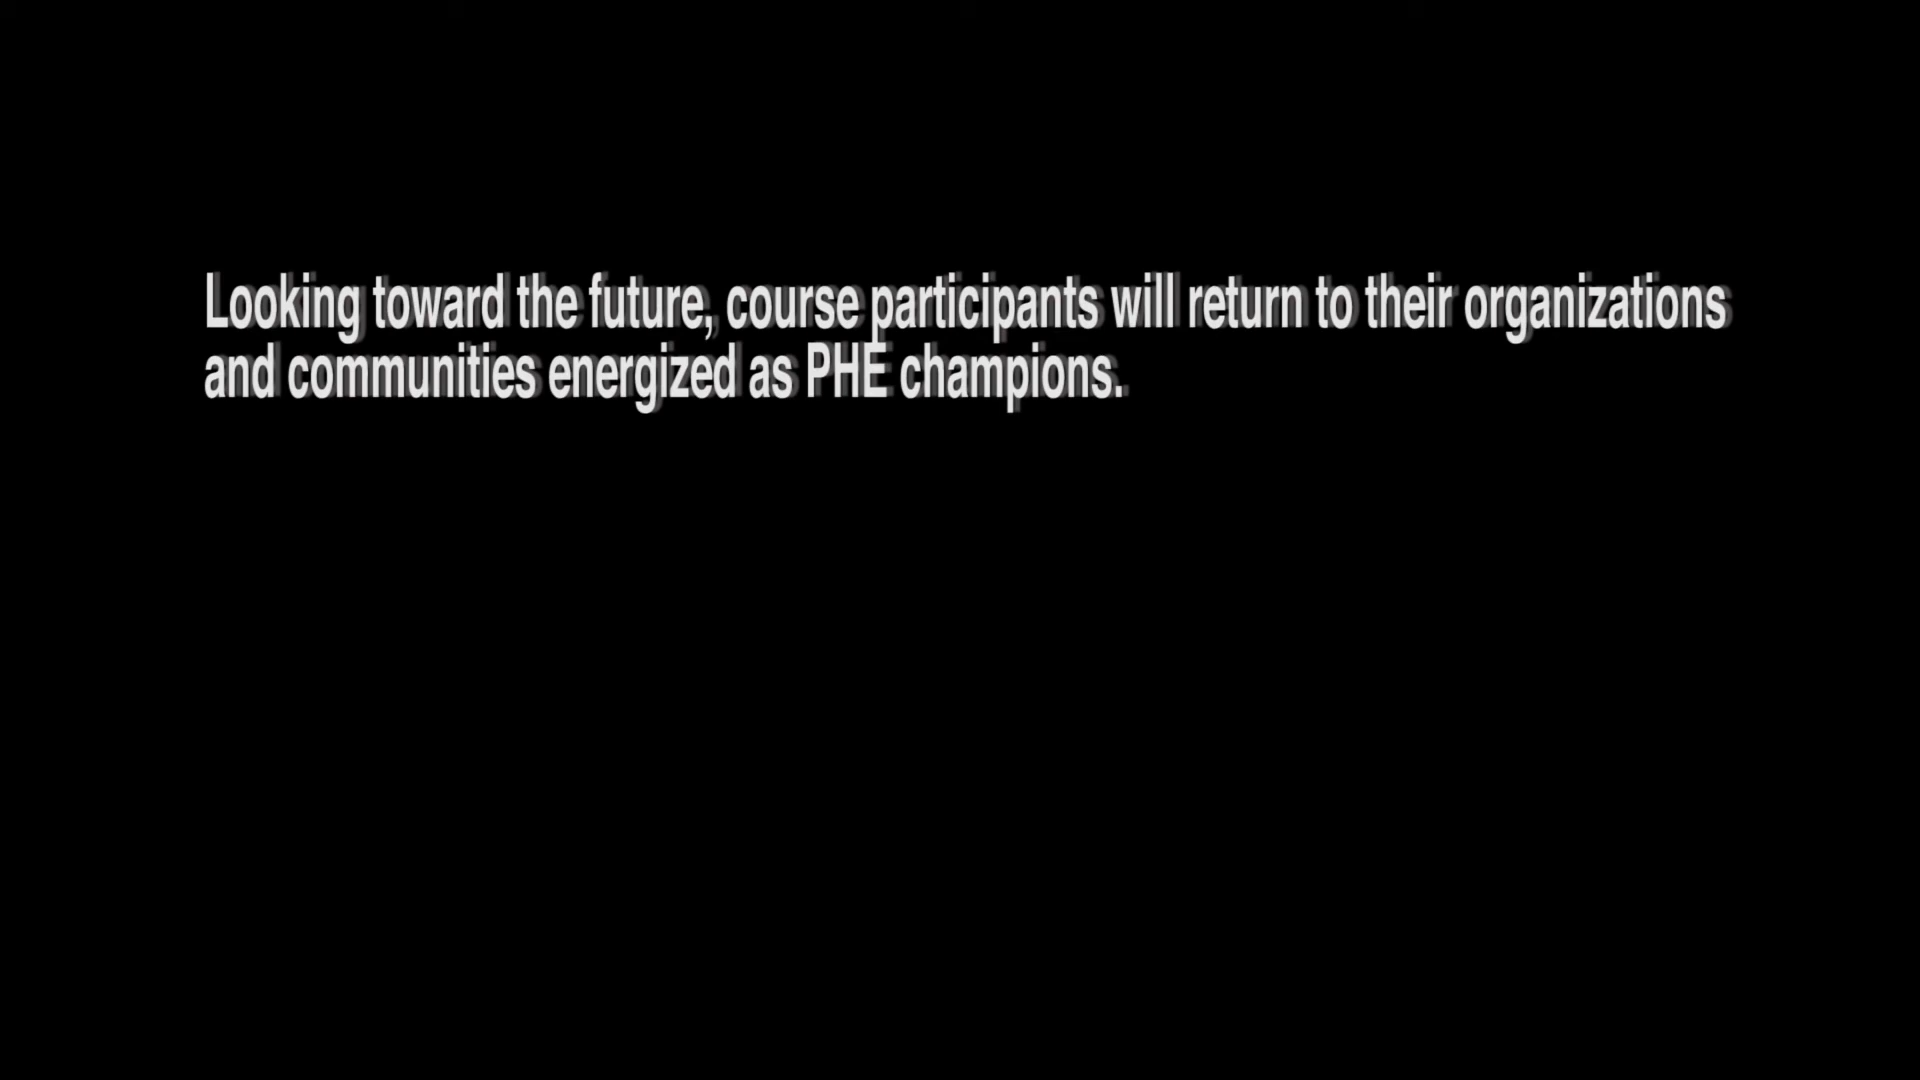 Looking toward the future, course participants will return to their organizations
and communities energized as PHE champions.